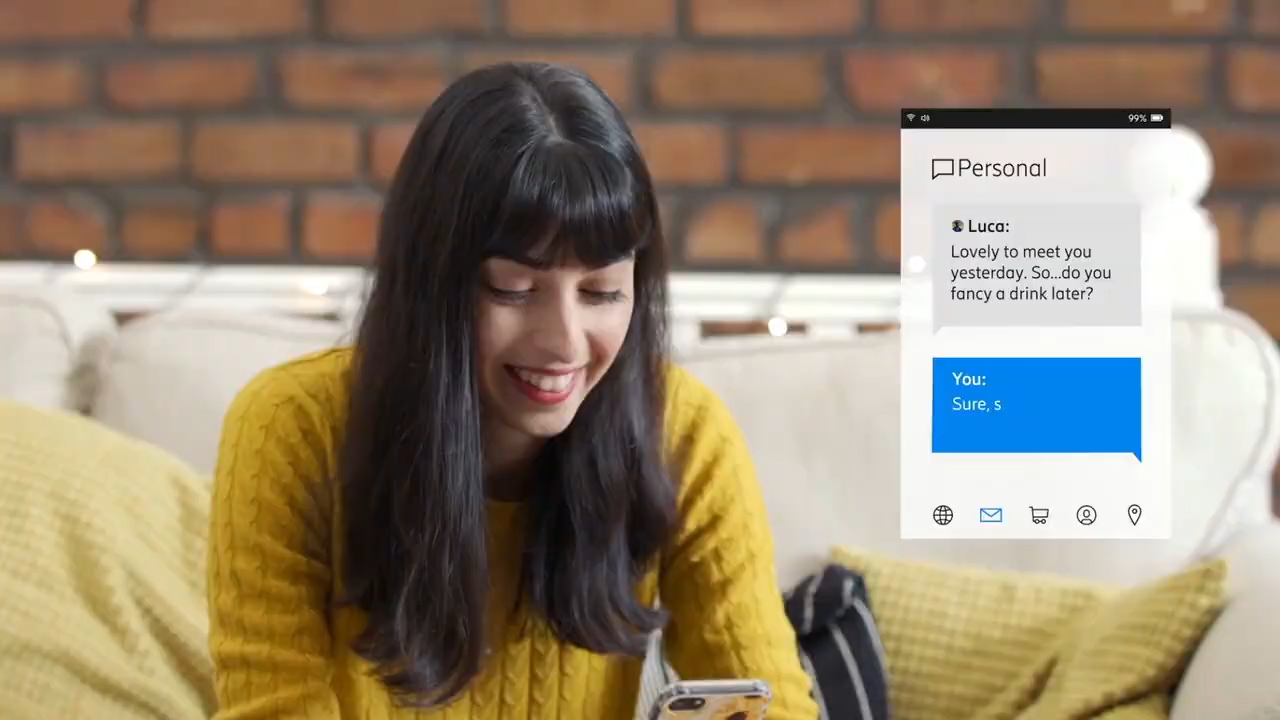 99%
Personal
Luca:
Lovely to meet you
yesterday. So...do you
fancy a drink later?
You:
Sure, s